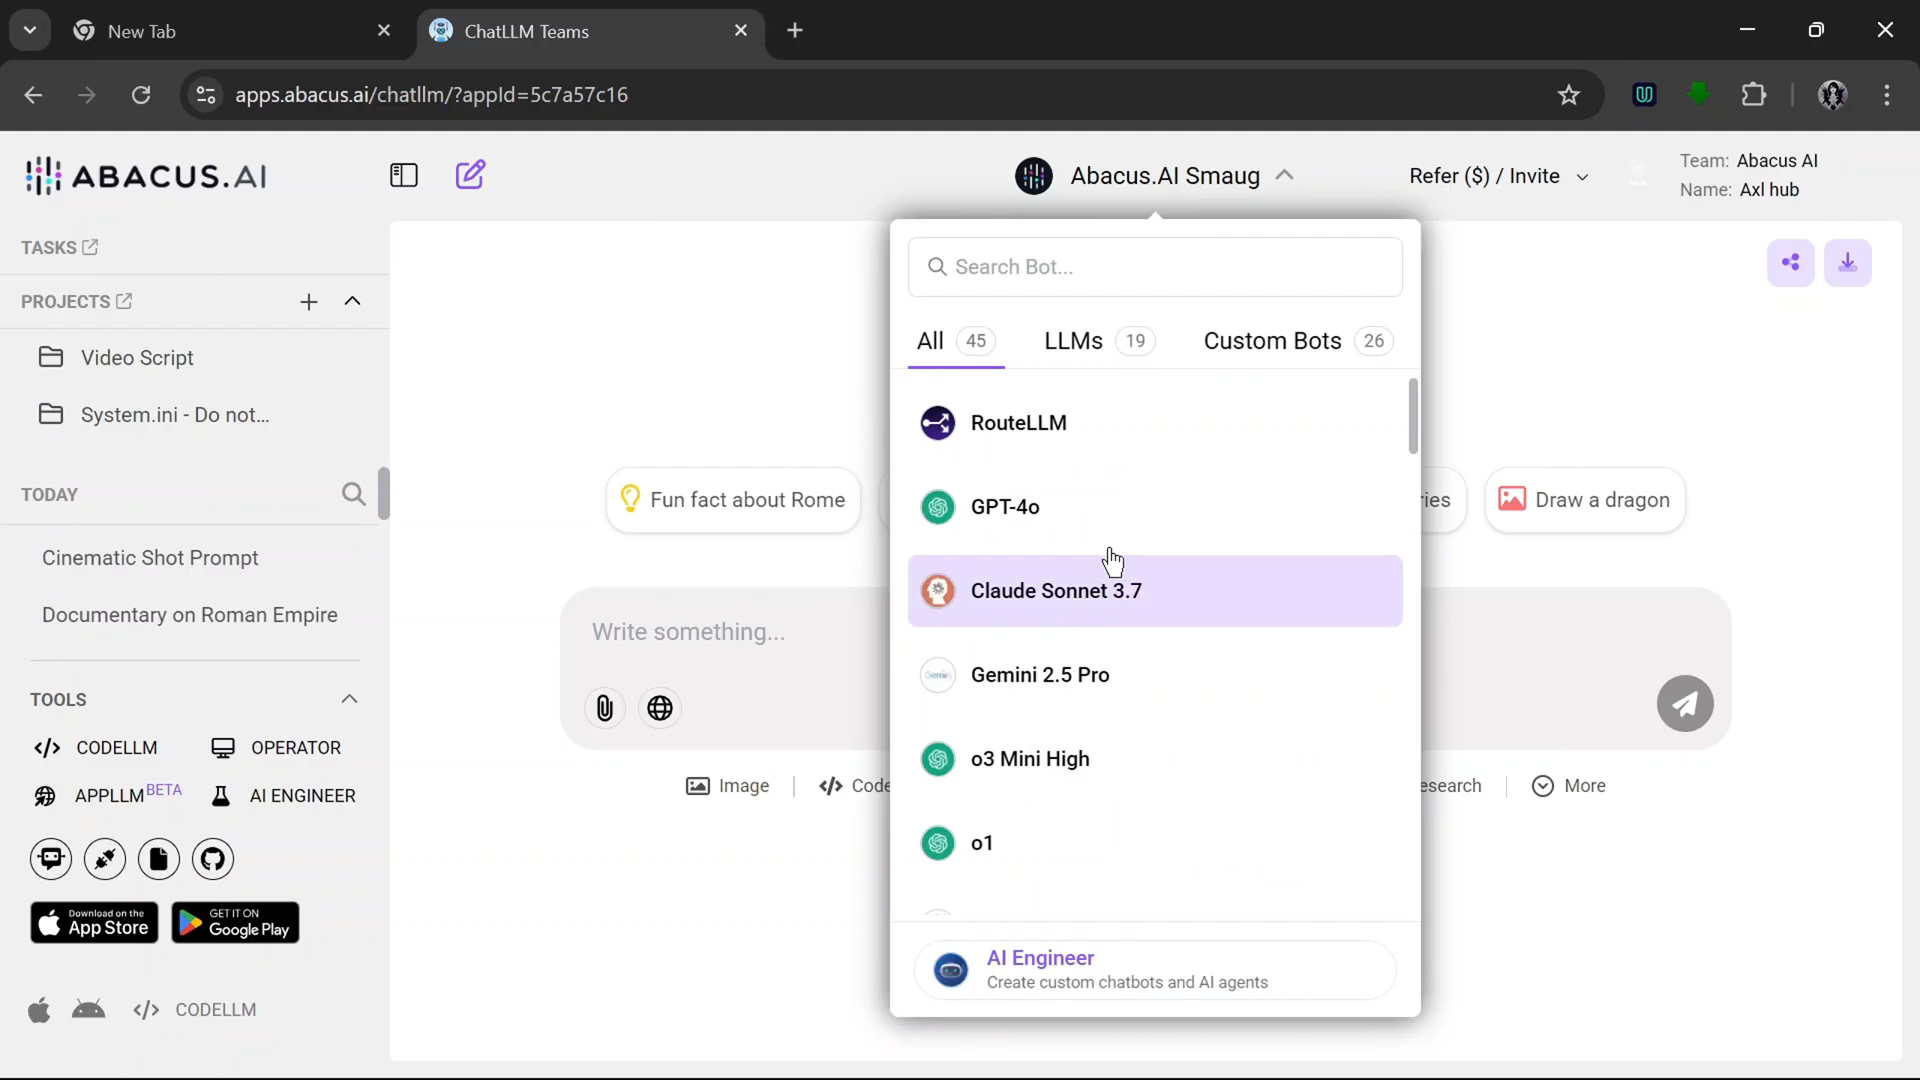 New Tab
ChatLLM Teams
apps.abacus.ai/chatllm/?appId=5c7a57c16
ABACUS.AI
Abacus.AI Smaug
Refer ($) / Invite
Team: Abacus AI
Name: Axl hub
TASKS
PROJECTS
Video Script
System.ini - Do not...
TODAY
Cinematic Shot Prompt
Documentary on Roman Empire
TOOLS
CODELLM
OPERATOR
APPLLM BETA
AI ENGINEER
Download on the
App Store
GET IT ON
Google Play
CODELLM
Search Bot...
All 45
LLMs 19
Custom Bots 26
RouteLLM
GPT-4o
Claude Sonnet 3.7
Gemini 2.5 Pro
o3 Mini High
o1
AI Engineer
Create custom chatbots and AI agents
Fun fact about Rome
ries
Draw a dragon
Write something...
Image
Code
esearch
More